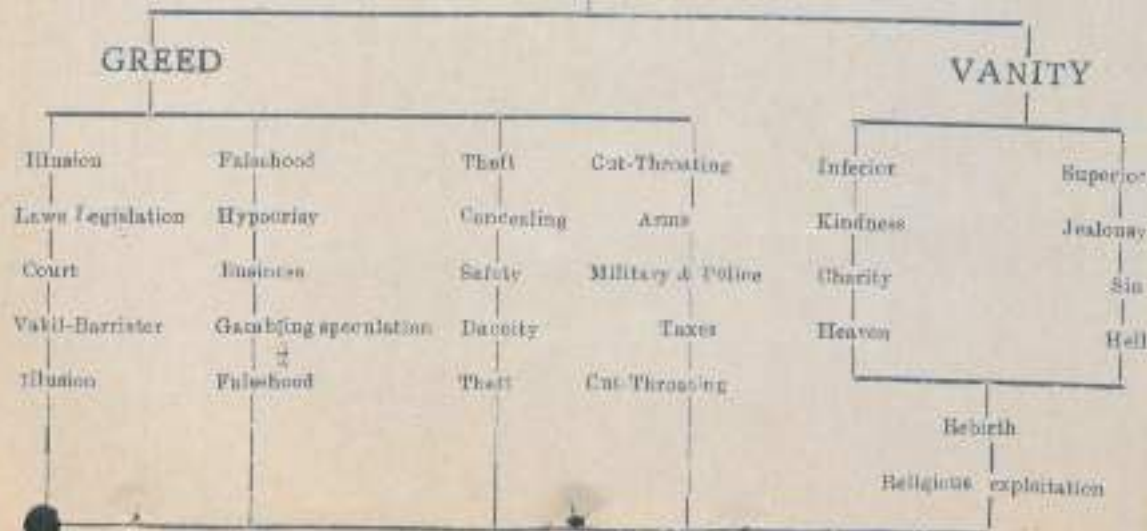 GREED VANITY
Illusion Falsehood Theft Cut-Throating Inferior Superior
Laws Legislation Hypocrisy Concealing Arms Kindness Jealousy
Court Business Safety Military & Police Charity Sin
Vakil-Barrister Gambling speculation Dacoity Taxes Heaven Hell
Illusion Falsehood Theft Cut-Throating
Rebirth
Religious exploitation